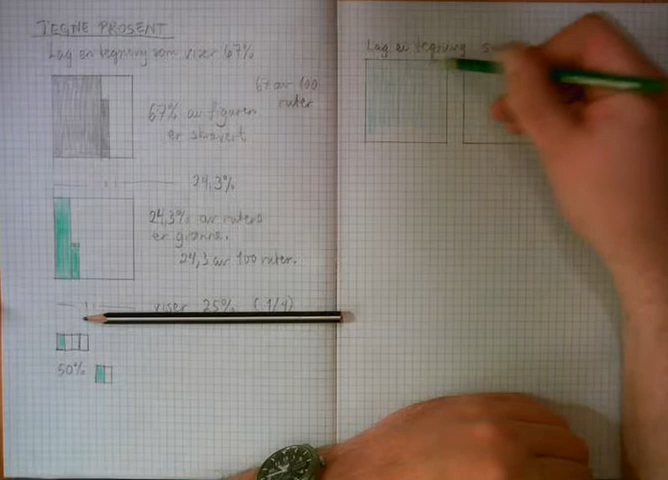 TEGNE PROSENT
Lag en tegning som viser 67%
67 av 100
ruter
67% av figuren
er skravert
24,3%
24,3% av rutene
er grønne.
24,3 av 100 ruter.
viser 25% (1/4)
50%
Lag en tegning